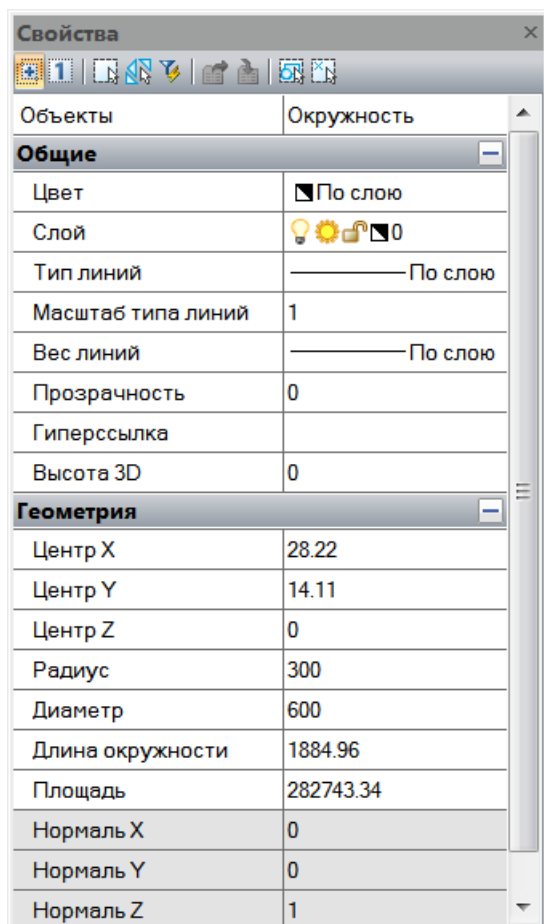 Свойства
1
Объекты Окружность
Общие
Цвет По слою
Слой 0
Тип линий По слою
Масштаб типа линий 1
Вес линий По слою
Прозрачность 0
Гиперссылка
Высота 3D 0
Геометрия
Центр X 28.22
Центр Y 14.11
Центр Z 0
Радиус 300
Диаметр 600
Длина окружности 1884.96
Площадь 282743.34
Нормаль X 0
Нормаль Y 0
Нормаль Z 1